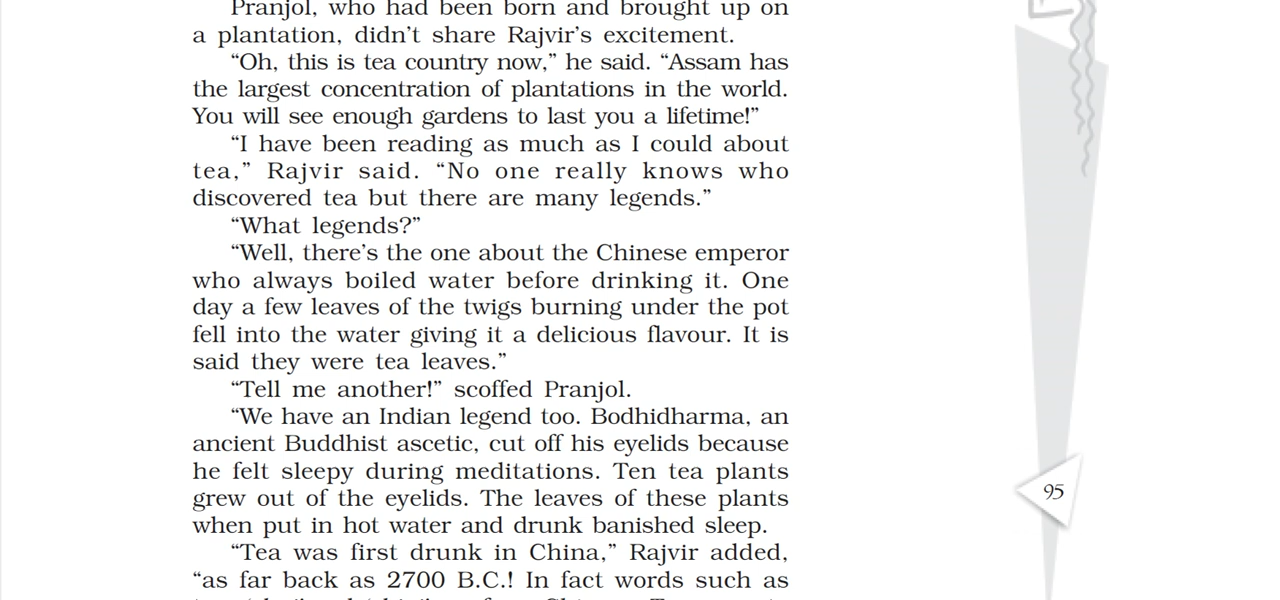 Pranjol, who had been born and brought up on
a plantation, didn’t share Rajvir’s excitement.
“Oh, this is tea country now,” he said. “Assam has
the largest concentration of plantations in the world.
You will see enough gardens to last you a lifetime!”
“I have been reading as much as I could about
tea,” Rajvir said. “No one really knows who
discovered tea but there are many legends.”
“What legends?”
“Well, there’s the one about the Chinese emperor
who always boiled water before drinking it. One
day a few leaves of the twigs burning under the pot
fell into the water giving it a delicious flavour. It is
said they were tea leaves.”
“Tell me another!” scoffed Pranjol.
“We have an Indian legend too. Bodhidharma, an
ancient Buddhist ascetic, cut off his eyelids because
he felt sleepy during meditations. Ten tea plants
grew out of the eyelids. The leaves of these plants
when put in hot water and drunk banished sleep.
“Tea was first drunk in China,” Rajvir added,
“as far back as 2700 B.C.! In fact words such as
95